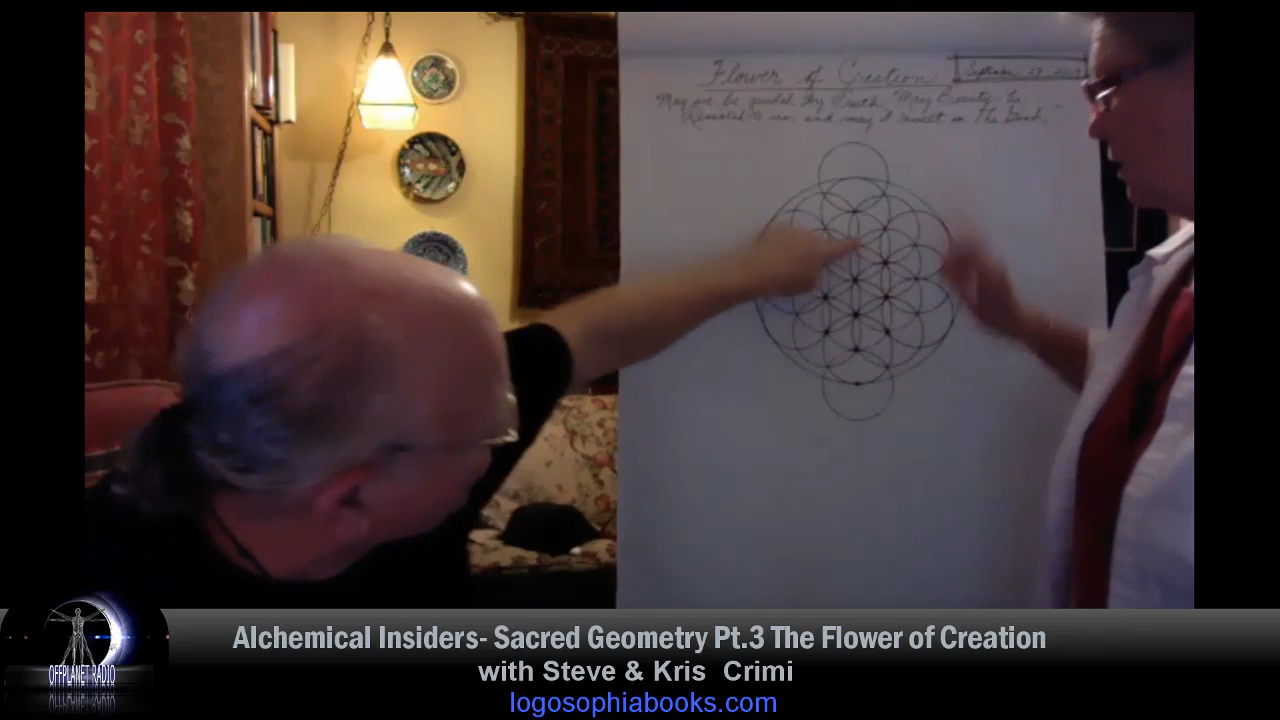 Flower of Creation
September 27
May we be guided by Truth, May Beauty be
Revealed to us and may it result in The Good
Alchemical Insiders- Sacred Geometry Pt.3 The Flower of Creation
with Steve & Kris Crimi
OFFPLANET RADIO
logosophiabooks.com